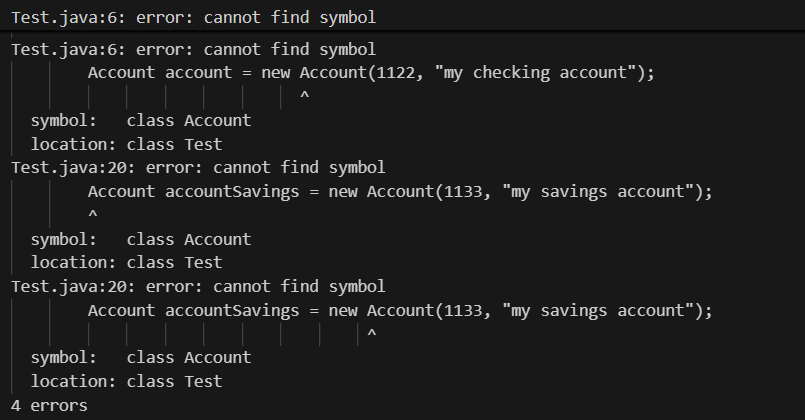 Test.java:6: error: cannot find symbol
Test.java:6: error: cannot find symbol
        Account account = new Account(1122, "my checking account");
                              ^
  symbol:   class Account
  location: class Test
Test.java:20: error: cannot find symbol
        Account accountSavings = new Account(1133, "my savings account");
        ^
  symbol:   class Account
  location: class Test
Test.java:20: error: cannot find symbol
        Account accountSavings = new Account(1133, "my savings account");
                                     ^
  symbol:   class Account
  location: class Test
4 errors